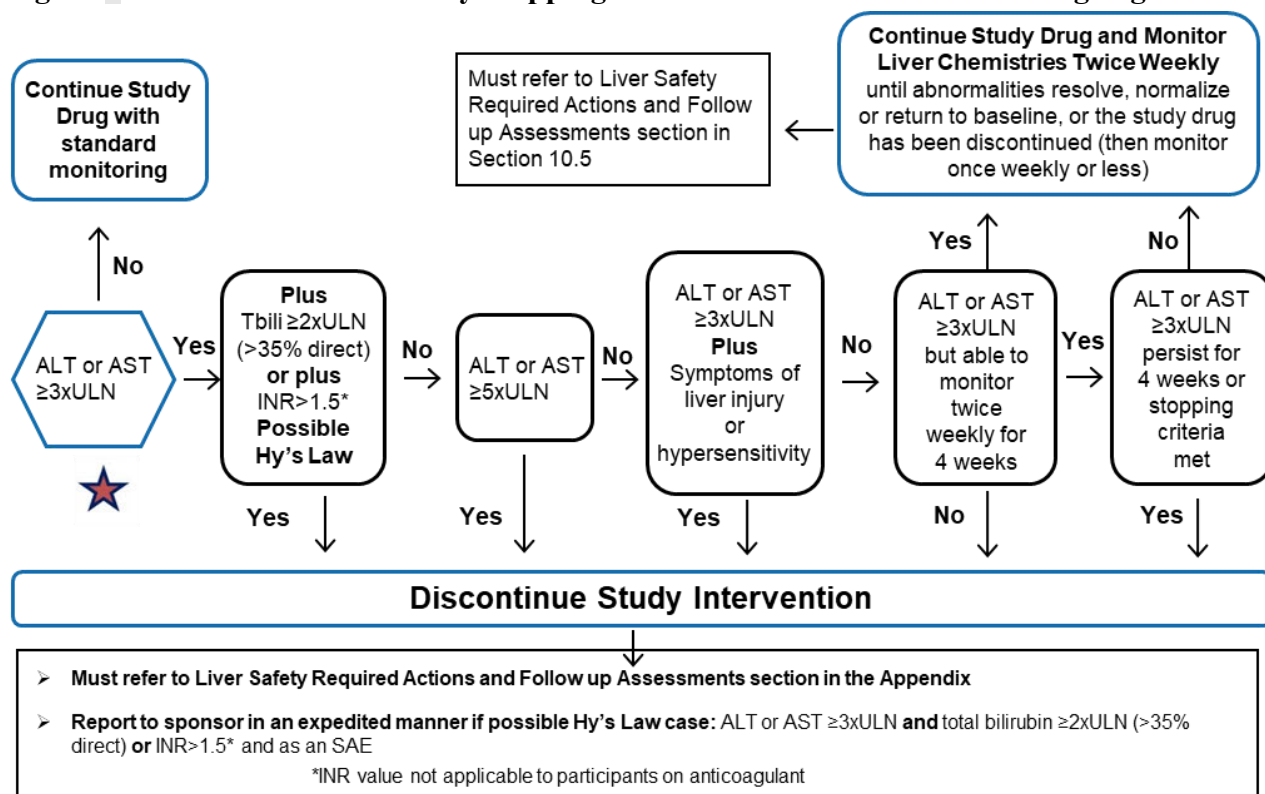 Continue Study
Drug with
standard
monitoring
Must refer to Liver Safety
Required Actions and Follow
up Assessments section in
Section 10.5
Continue Study Drug and Monitor
Liver Chemistries Twice Weekly
until abnormalities resolve, normalize
or return to baseline, or the study drug
has been discontinued (then monitor
once weekly or less)
No
Yes
No
ALT or AST
≥3xULN
Yes
Plus
Tbili ≥2xULN
(>35% direct)
or plus
INR>1.5*
Possible
Hy's Law
No
ALT or AST
≥5xULN
No
ALT or AST
≥3xULN
Plus
Symptoms of
liver injury
or
hypersensitivity
No
ALT or AST
≥3xULN
but able to
monitor
twice
weekly for
4 weeks
Yes
ALT or AST
≥3xULN
persist for
4 weeks or
stopping
criteria
met
Yes
Yes
Yes
No
Yes
Discontinue Study Intervention
➢ Must refer to Liver Safety Required Actions and Follow up Assessments section in the Appendix
➢ Report to sponsor in an expedited manner if possible Hy's Law case: ALT or AST ≥3xULN and total bilirubin ≥2xULN (>35%
direct) or INR>1.5* and as an SAE
*INR value not applicable to participants on anticoagulant